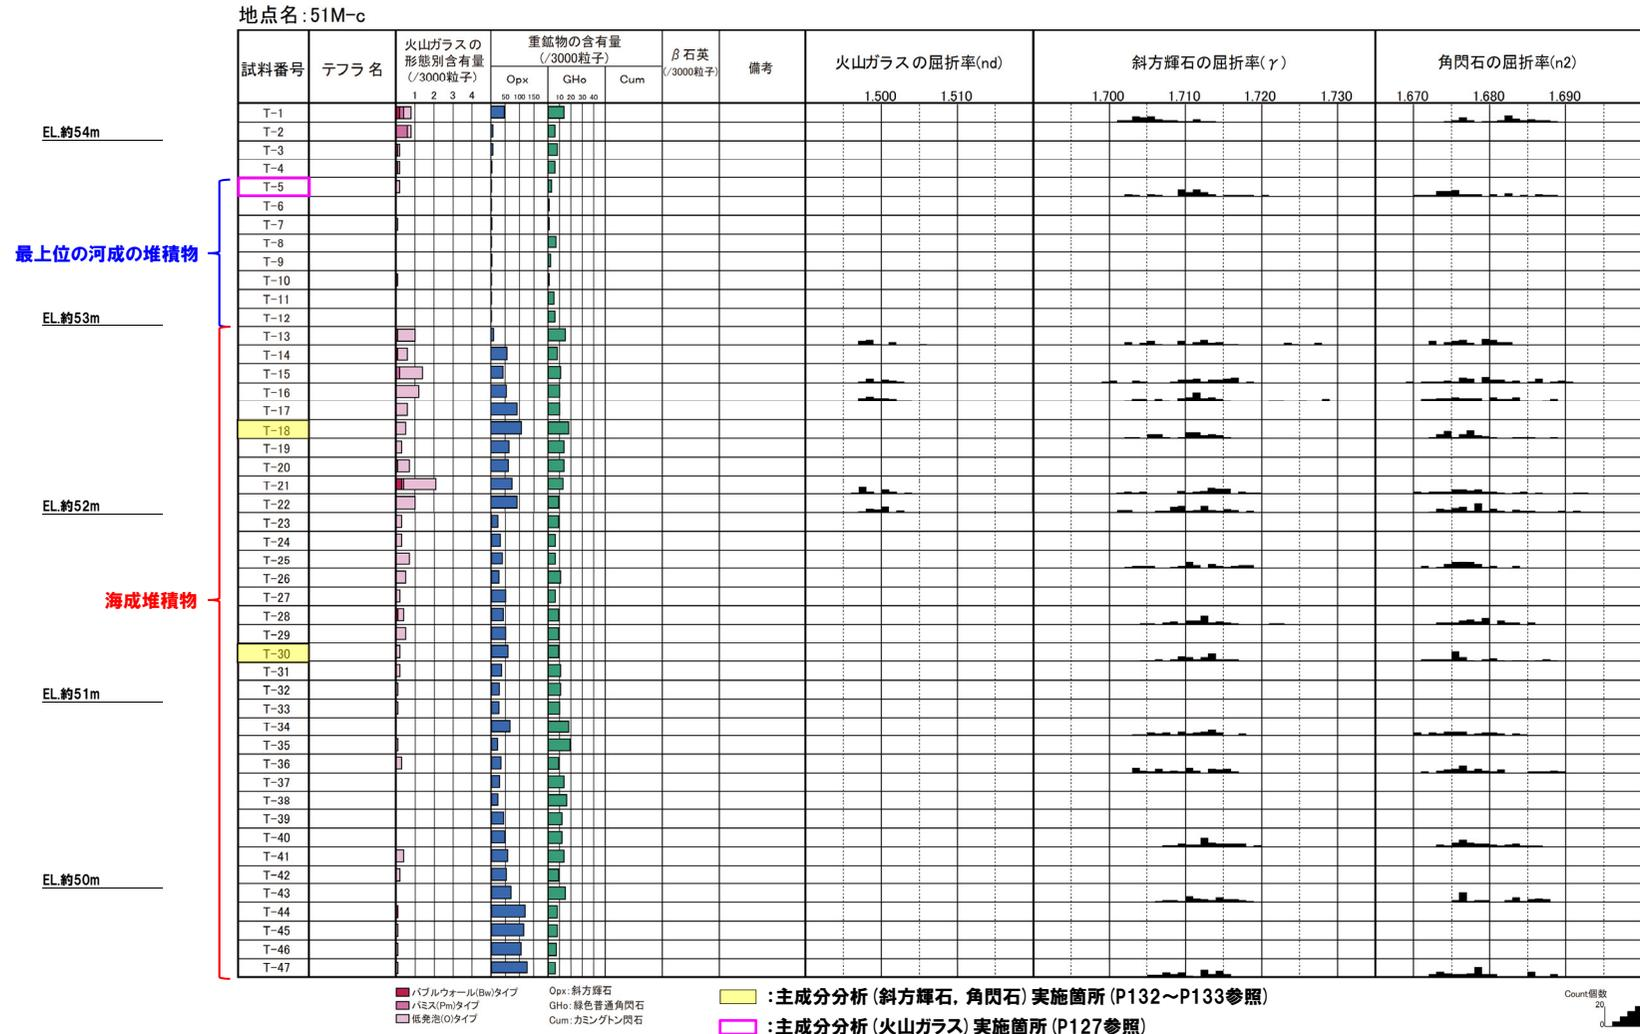 地点名：51M-c
試料番号
テフラ名
火山ガラスの
形態別含有量
(/3000粒子)
1 2 3 4
重鉱物の含有量
(/3000粒子)
Opx GHo Cum
50 100 150 10 20 30 40
β石英
(/3000粒子)
備考
火山ガラスの屈折率(nd)
1.500 1.510
斜方輝石の屈折率(γ)
1.700 1.710 1.720 1.730
角閃石の屈折率(n2)
1.670 1.680 1.690
T-1
EL.約54m
T-2
T-3
T-4
T-5
T-6
T-7
T-8
最上位の河成の堆積物
T-9
T-10
T-11
EL.約53m
T-12
T-13
T-14
T-15
T-16
T-17
T-18
T-19
T-20
T-21
EL.約52m
T-22
T-23
T-24
T-25
T-26
T-27
海成堆積物
T-28
T-29
T-30
T-31
EL.約51m
T-32
T-33
T-34
T-35
T-36
T-37
T-38
T-39
T-40
T-41
EL.約50m
T-42
T-43
T-44
T-45
T-46
T-47
バブルウォール(Bw)タイプ
パミス(Pm)タイプ
低発泡(O)タイプ
Opx：斜方輝石
GHo：緑色普通角閃石
Cum：カミングトン閃石
：主成分分析(斜方輝石，角閃石)実施箇所(P132～P133参照)
：主成分分析(火山ガラス)実施箇所(P127参照)
Count個数
20
0